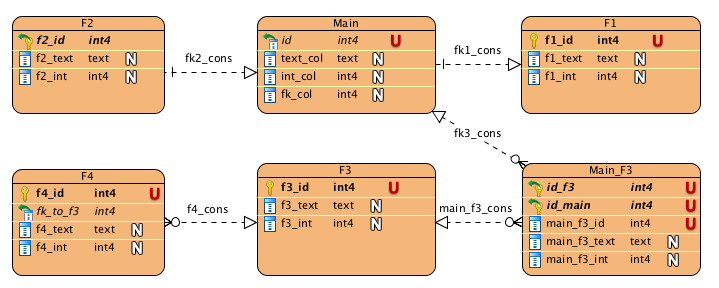 F2
f2_id int4
f2_text text N
f2_int int4 N
fk2_cons
Main
id int4 U
text_col text N
int_col int4 N
fk_col int4 N
fk1_cons
F1
f1_id int4 U
f1_text text N
f1_int int4 N
fk3_cons
F4
f4_id int4 U
fk_to_f3 int4
f4_text text N
f4_int int4 N
f4_cons
F3
f3_id int4 U
f3_text text N
f3_int int4 N
main_f3_cons
Main_F3
id_f3 int4 U
id_main int4 U
main_f3_id int4 U
main_f3_text text N
main_f3_int int4 N